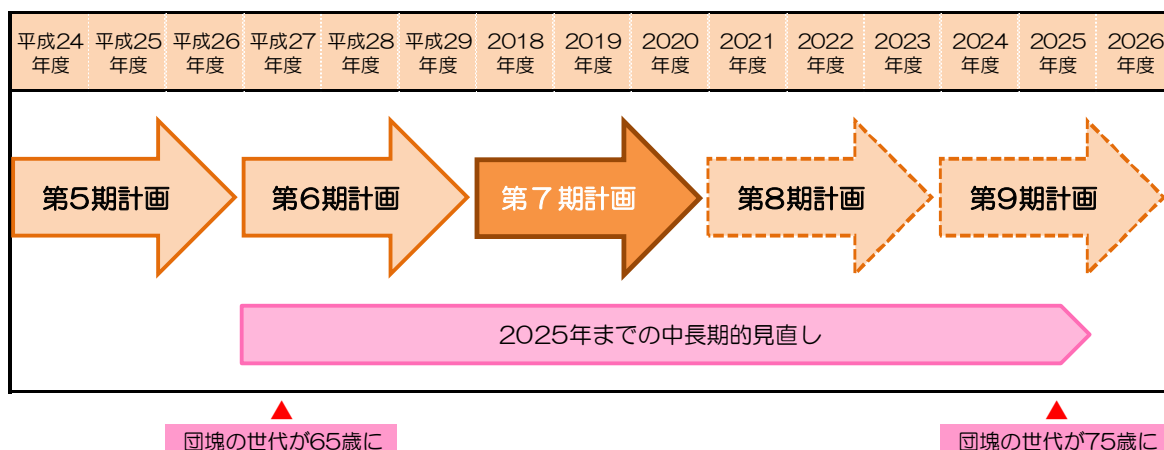 平成24 平成25 平成26 平成27 平成28 平成29 2018 2019 2020 2021 2022 2023 2024 2025 2026
年度 年度 年度 年度 年度 年度 年度 年度 年度 年度 年度 年度 年度 年度 年度
第5期計画 第6期計画 第７期計画 第8期計画 第9期計画
2025年までの中長期的見直し
団塊の世代が65歳に 団塊の世代が75歳に